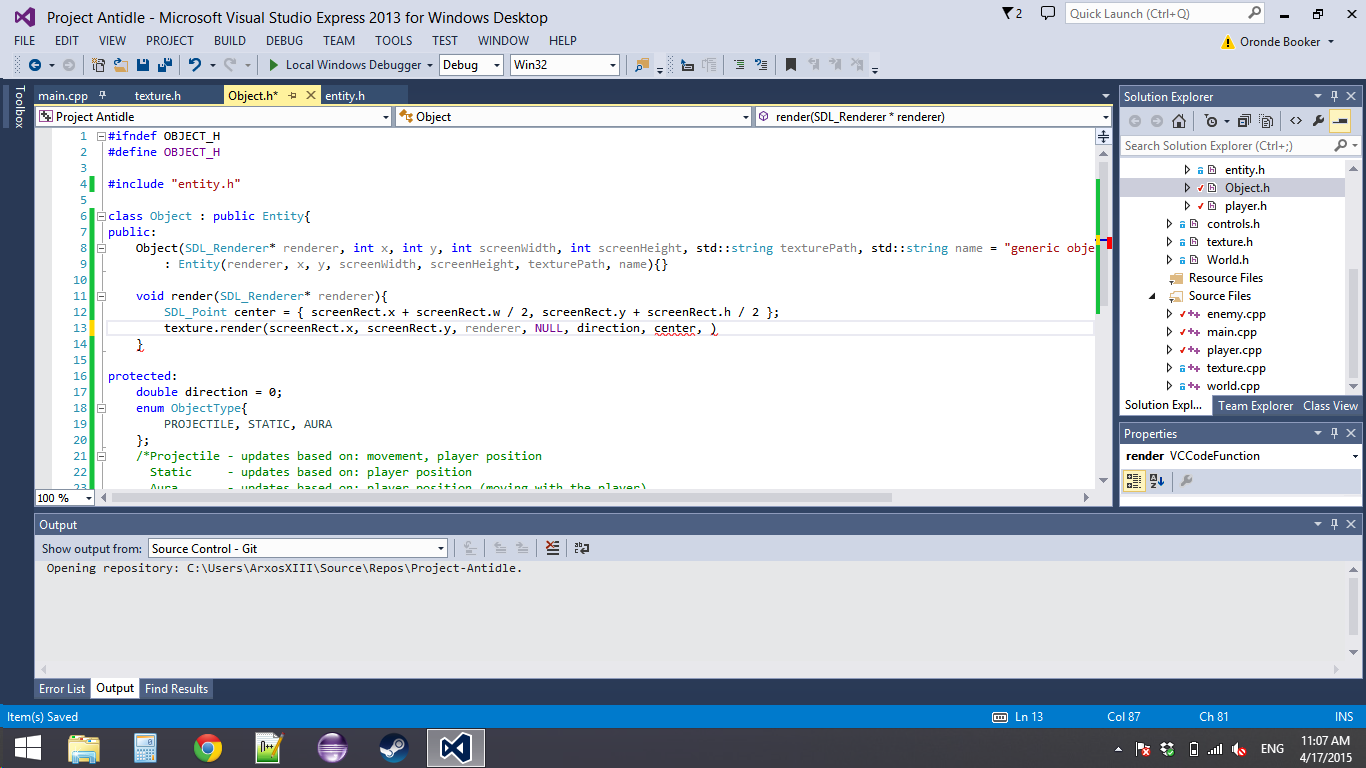 Project Antidle - Microsoft Visual Studio Express 2013 for Windows Desktop
2
Quick Launch (Ctrl+Q)
FILE EDIT VIEW PROJECT BUILD DEBUG TEAM TOOLS TEST WINDOW HELP
Oronde Booker
Local Windows Debugger Debug Win32
Toolbox
main.cpp texture.h Object.h* entity.h
Project Antidle Object render(SDL_Renderer * renderer)
1 #ifndef OBJECT_H
2 #define OBJECT_H
3
4 #include "entity.h"
5
6 class Object : public Entity{
7 public:
8 Object(SDL_Renderer* renderer, int x, int y, int screenWidth, int screenHeight, std::string texturePath, std::string name = "generic obje
9 : Entity(renderer, x, y, screenWidth, screenHeight, texturePath, name){}
10
11 void render(SDL_Renderer* renderer){
12 SDL_Point center = { screenRect.x + screenRect.w / 2, screenRect.y + screenRect.h / 2 };
13 texture.render(screenRect.x, screenRect.y, renderer, NULL, direction, center, )
14 }
15
16 protected:
17 double direction = 0;
18 enum ObjectType{
19 PROJECTILE, STATIC, AURA
20 };
21 /*Projectile - updates based on: movement, player position
22 Static - updates based on: player position
23 Aura - updates based on: player position (moving with the player)
100 %
Solution Explorer
Search Solution Explorer (Ctrl+;)
entity.h
Object.h
player.h
controls.h
texture.h
World.h
Resource Files
Source Files
enemy.cpp
main.cpp
player.cpp
texture.cpp
world.cpp
Solution Expl... Team Explorer Class View
Properties
render VCCodeFunction
Output
Show output from: Source Control - Git
Opening repository: C:\Users\ArxosXIII\Source\Repos\Project-Antidle.
Error List Output Find Results
Item(s) Saved Ln 13 Col 87 Ch 81 INS
ENG
11:07 AM
4/17/2015